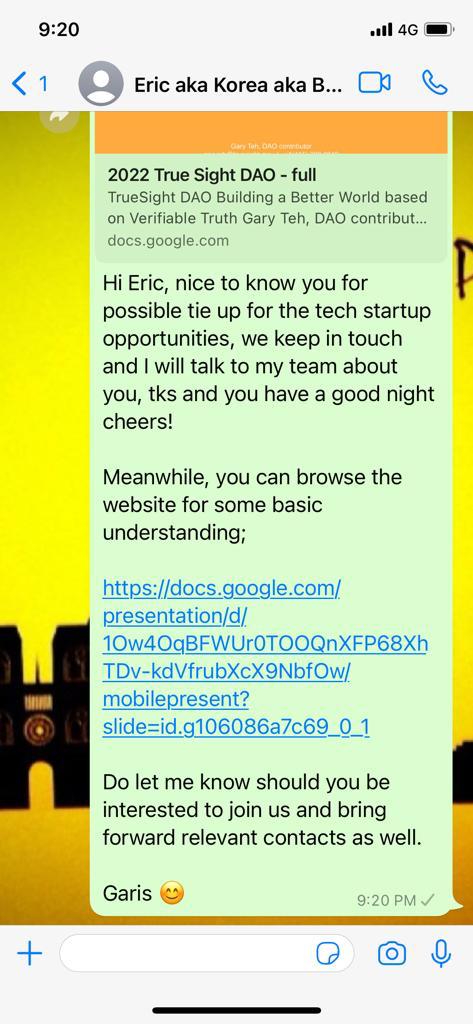 9:20
4G
1
Eric aka Korea aka B...
Gary Teh, DAO contributor
2022 True Sight DAO - full
TrueSight DAO Building a Better World based
on Verifiable Truth Gary Teh, DAO contribut...
docs.google.com
Hi Eric, nice to know you for
possible tie up for the tech startup
opportunities, we keep in touch
and I will talk to my team about
you, tks and you have a good night
cheers!
Meanwhile, you can browse the
website for some basic
understanding;
https://docs.google.com/
presentation/d/
1Ow4OqBFWUr0TOOQnXFP68Xh
TDv-kdVfrubXcX9NbfOw/
mobilepresent?
slide=id.g106086a7c69_0_1
Do let me know should you be
interested to join us and bring
forward relevant contacts as well.
Garis 😊
9:20 PM